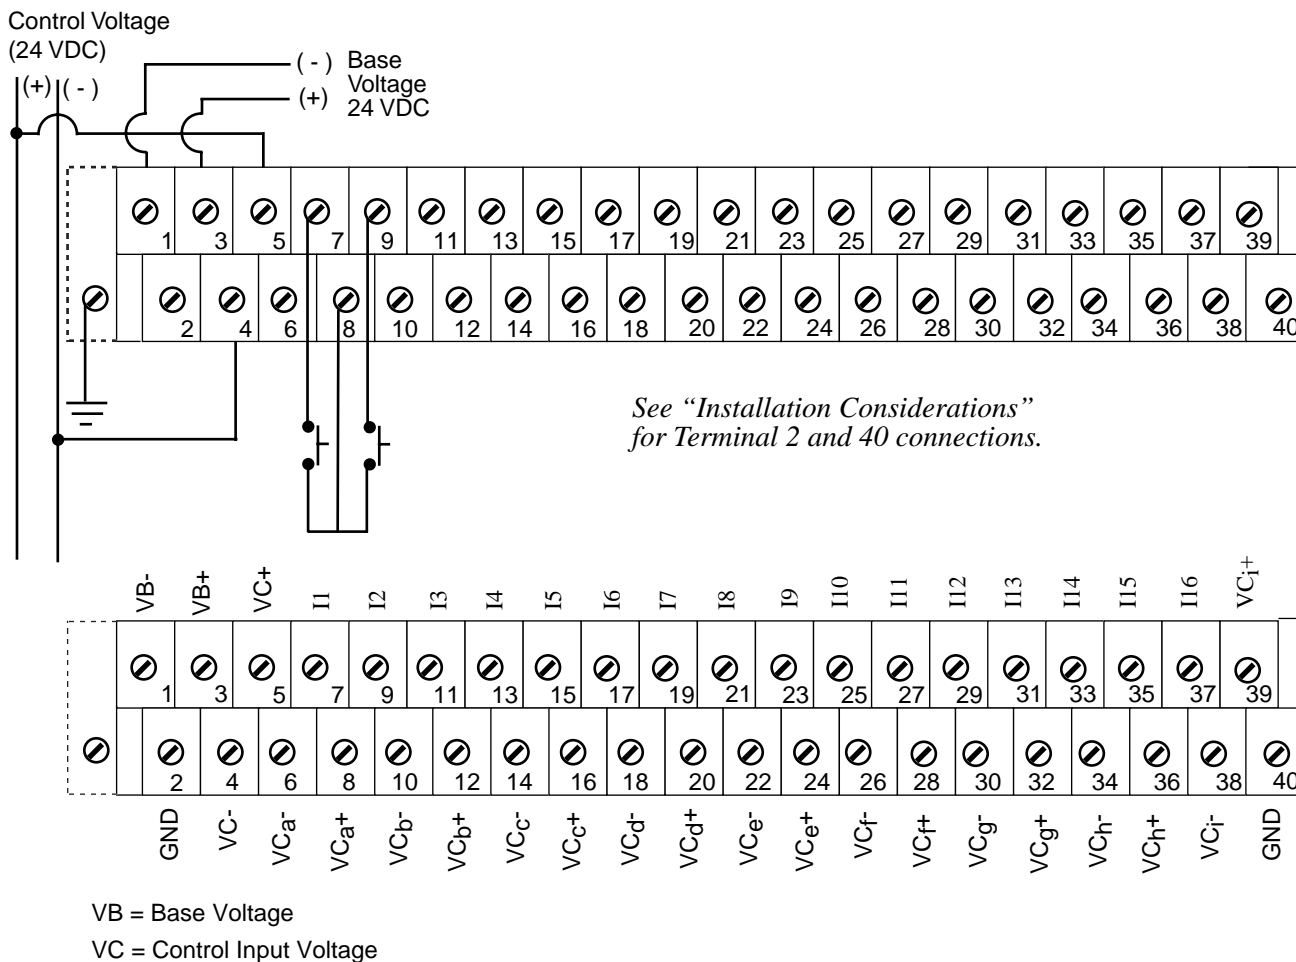 Control Voltage
(24 VDC)
(+) ( - )
( - ) Base
Voltage
(+) 24 VDC
1 3 5 7 9 11 13 15 17 19 21 23 25 27 29 31 33 35 37 39
2 4 6 8 10 12 14 16 18 20 22 24 26 28 30 32 34 36 38 40
See “Installation Considerations”
for Terminal 2 and 40 connections.
VB- VB+ VC+ I1 I2 I3 I4 I5 I6 I7 I8 I9 I10 I11 I12 I13 I14 I15 I16 VCi+
1 3 5 7 9 11 13 15 17 19 21 23 25 27 29 31 33 35 37 39
2 4 6 8 10 12 14 16 18 20 22 24 26 28 30 32 34 36 38 40
GND VC- VCa- VCa+ VCb- VCb+ VCc- VCc+ VCd- VCd+ VCe- VCe+ VCf- VCf+ VCg- VCg+ VCh- VCh+ VCi- GND
VB = Base Voltage
VC = Control Input Voltage